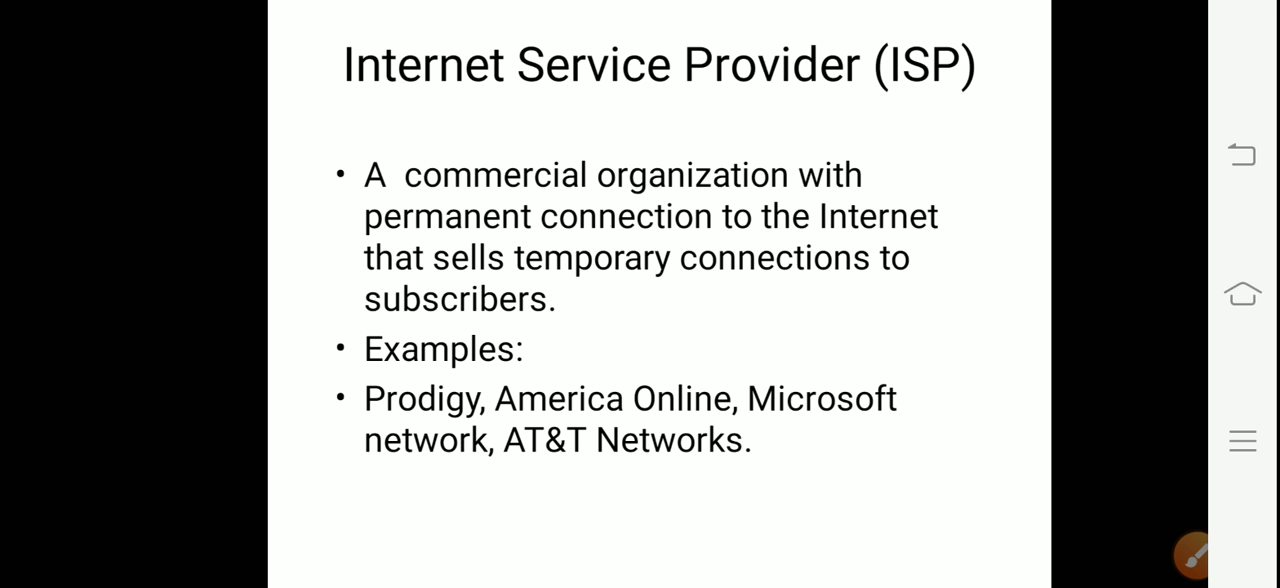 Internet Service Provider (ISP)
• A  commercial organization with
permanent connection to the Internet
that sells temporary connections to
subscribers.
• Examples:
• Prodigy, America Online, Microsoft
network, AT&T Networks.